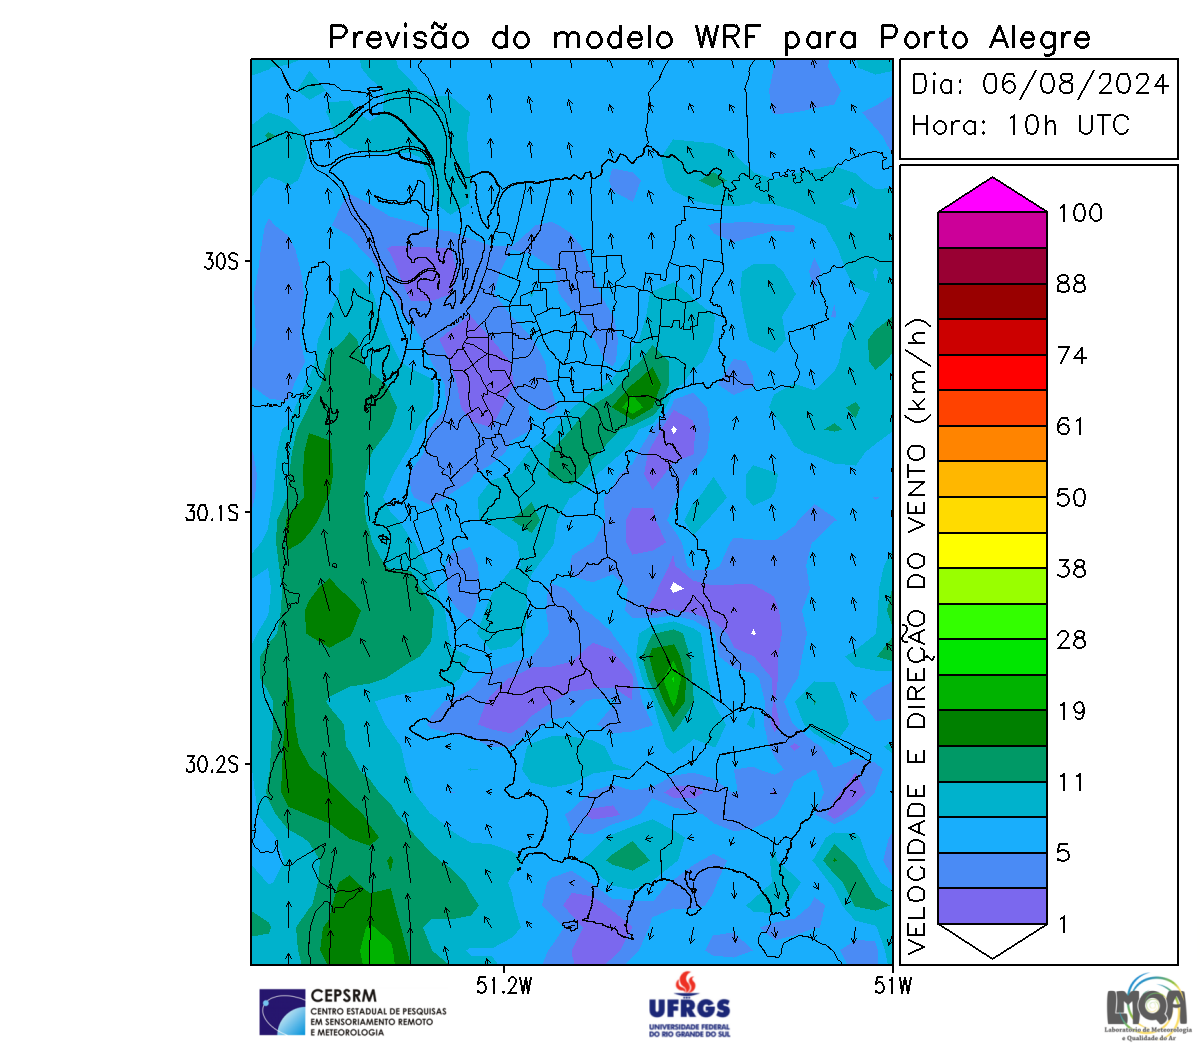 Previsão do modelo WRF para Porto Alegre
Dia: 06/08/2024
Hora: 10h UTC
30S
30.1S
30.2S
51.2W
51W
VELOCIDADE E DIREÇÃO DO VENTO (km/h)
100
88
74
61
50
38
28
19
11
5
1
CEPSRM
CENTRO ESTADUAL DE PESQUISAS
EM SENSORIAMENTO REMOTO
E METEOROLOGIA
UFRGS
UNIVERSIDADE FEDERAL
DO RIO GRANDE DO SUL
LMQA
Laboratório de Meteorologia
e Qualidade do Ar